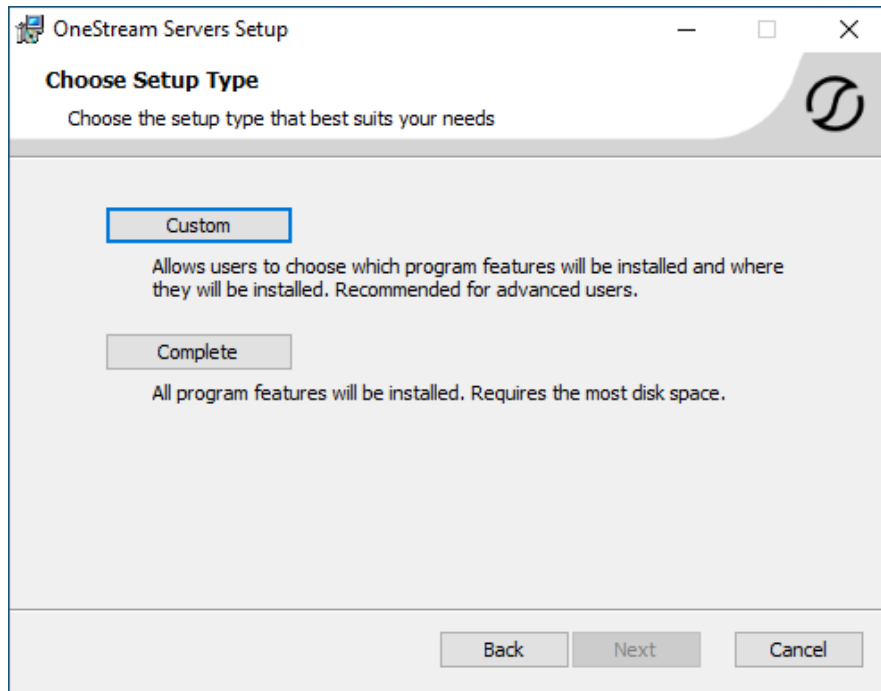 OneStream Servers Setup
Choose Setup Type
Choose the setup type that best suits your needs
Custom
Allows users to choose which program features will be installed and where
they will be installed. Recommended for advanced users.
Complete
All program features will be installed. Requires the most disk space.
Back
Next
Cancel